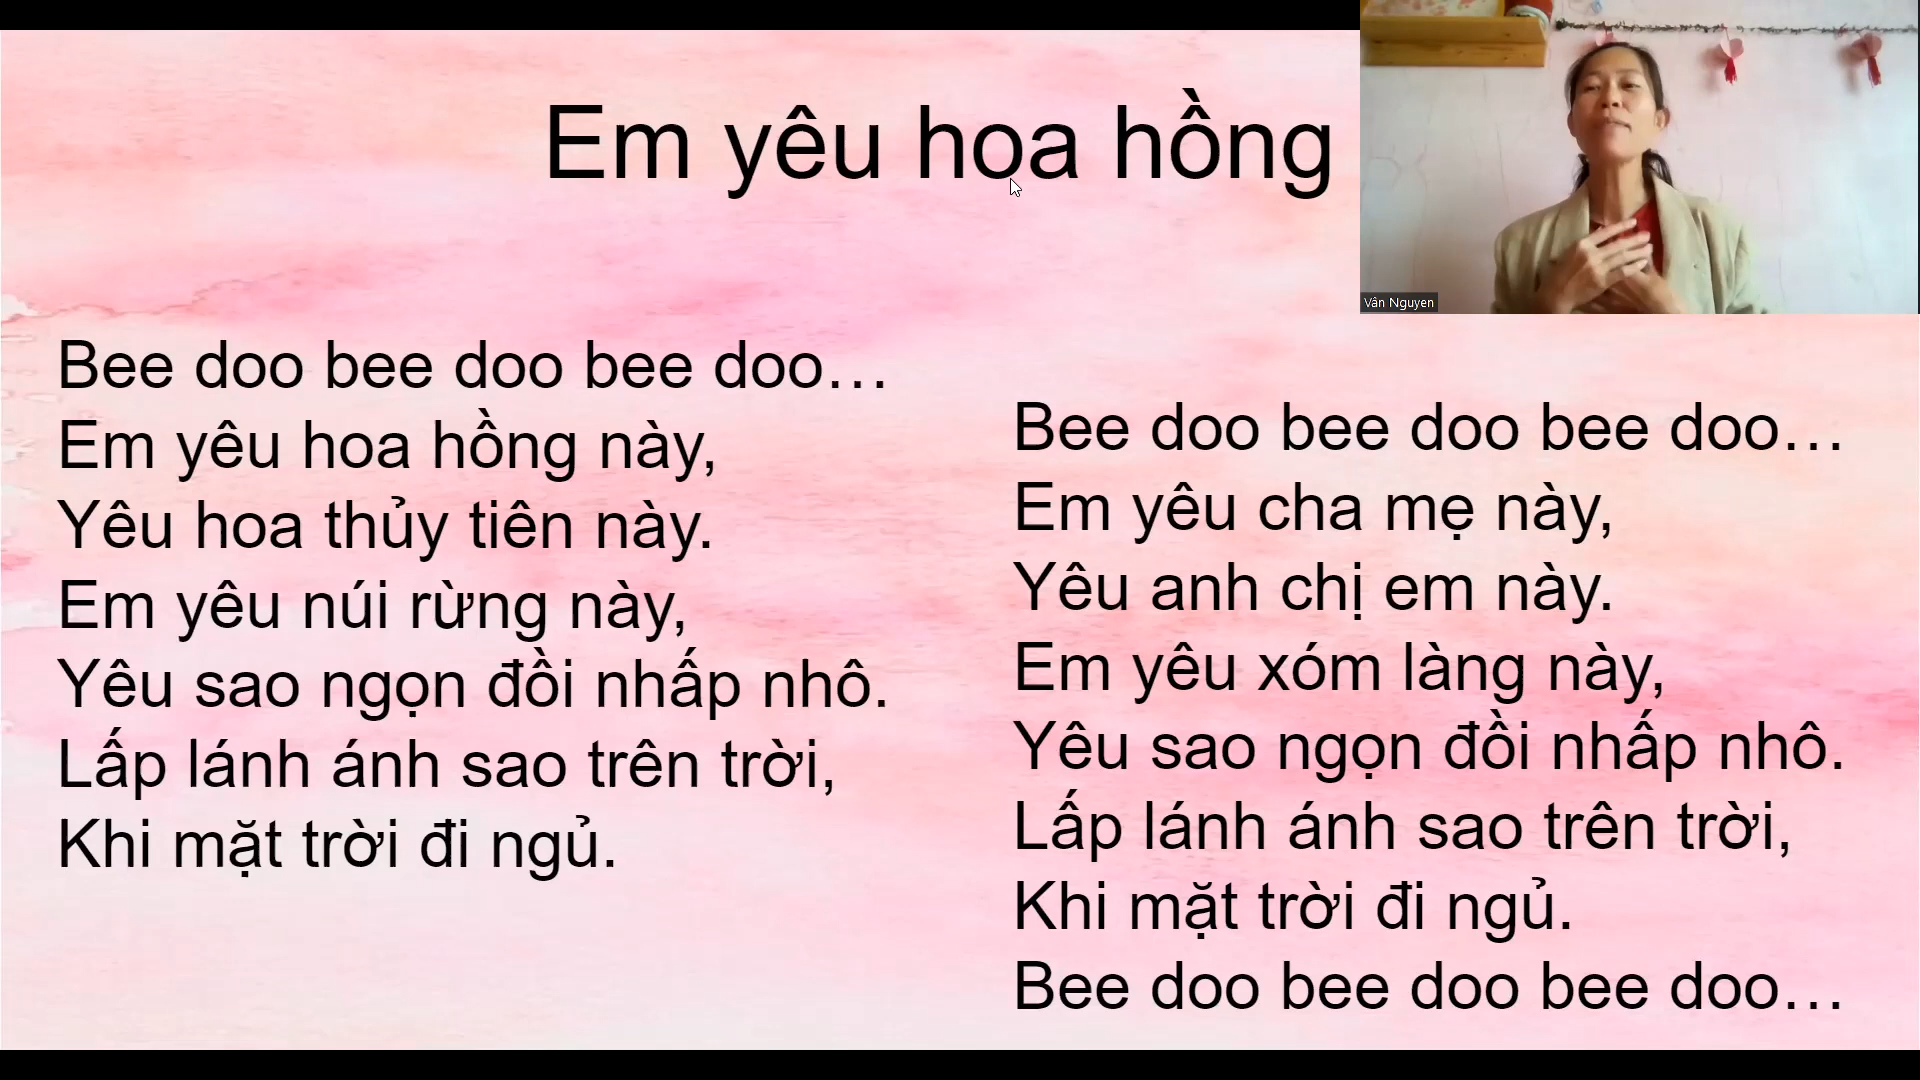 Em yêu hoa hồng
Vân Nguyen
Bee doo bee doo bee doo…
Em yêu hoa hồng này,
Yêu hoa thủy tiên này.
Em yêu núi rừng này,
Yêu sao ngọn đồi nhấp nhô.
Lấp lánh ánh sao trên trời,
Khi mặt trời đi ngủ.
Bee doo bee doo bee doo…
Em yêu cha mẹ này,
Yêu anh chị em này.
Em yêu xóm làng này,
Yêu sao ngọn đồi nhấp nhô.
Lấp lánh ánh sao trên trời,
Khi mặt trời đi ngủ.
Bee doo bee doo bee doo…